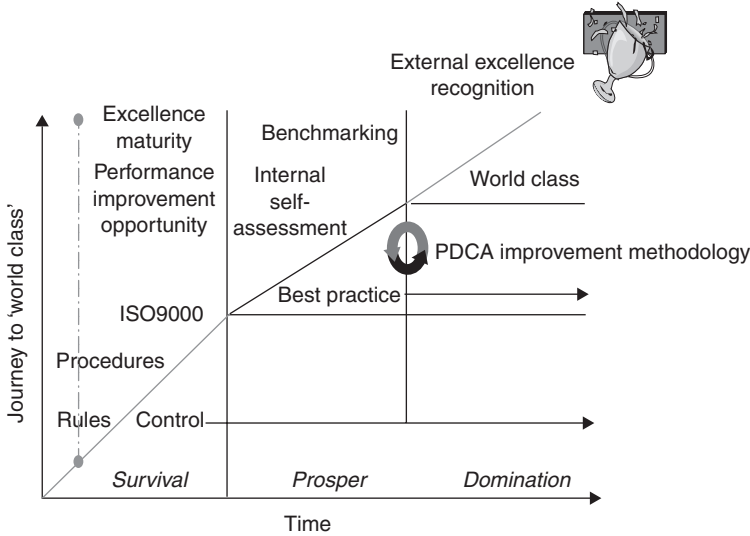 External excellence
recognition
Excellence
maturity
Benchmarking
Performance
improvement
opportunity
Internal
self-
assessment
World class
PDCA improvement methodology
Best practice
ISO9000
Procedures
Rules
Control
Survival
Prosper
Domination
Time
Journey to ‘world class’